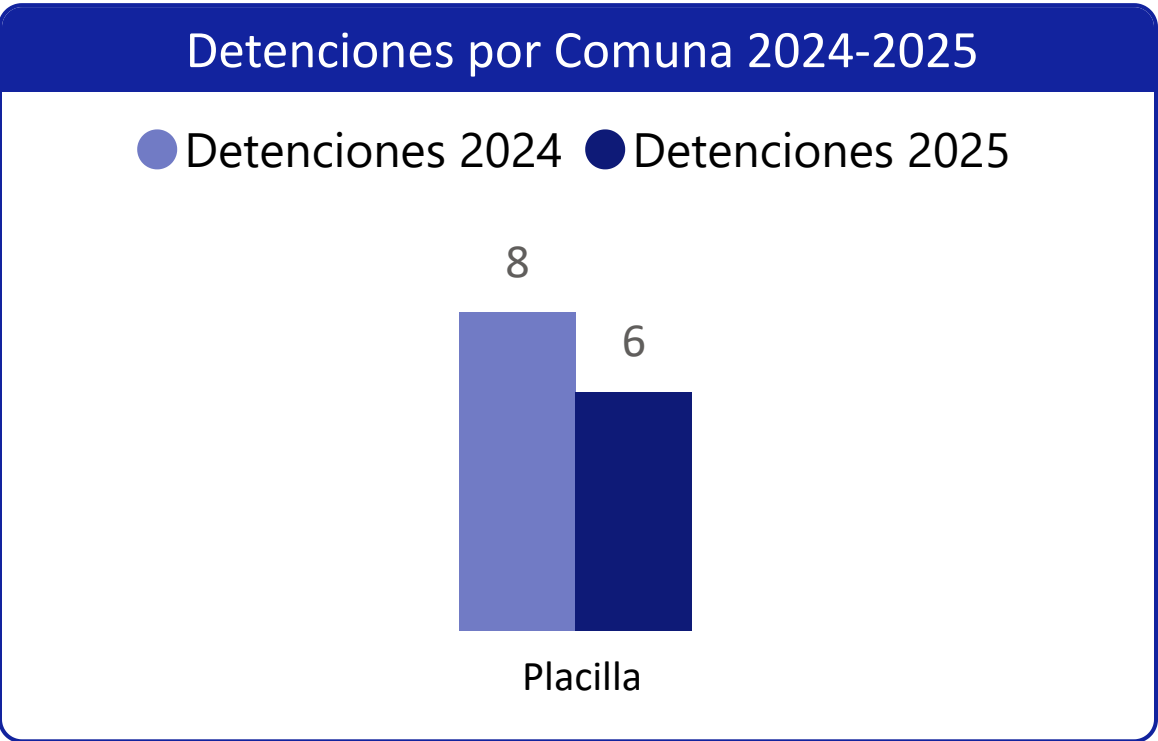 Detenciones por Comuna 2024-2025
Detenciones 2024 Detenciones 2025
8
6
Placilla